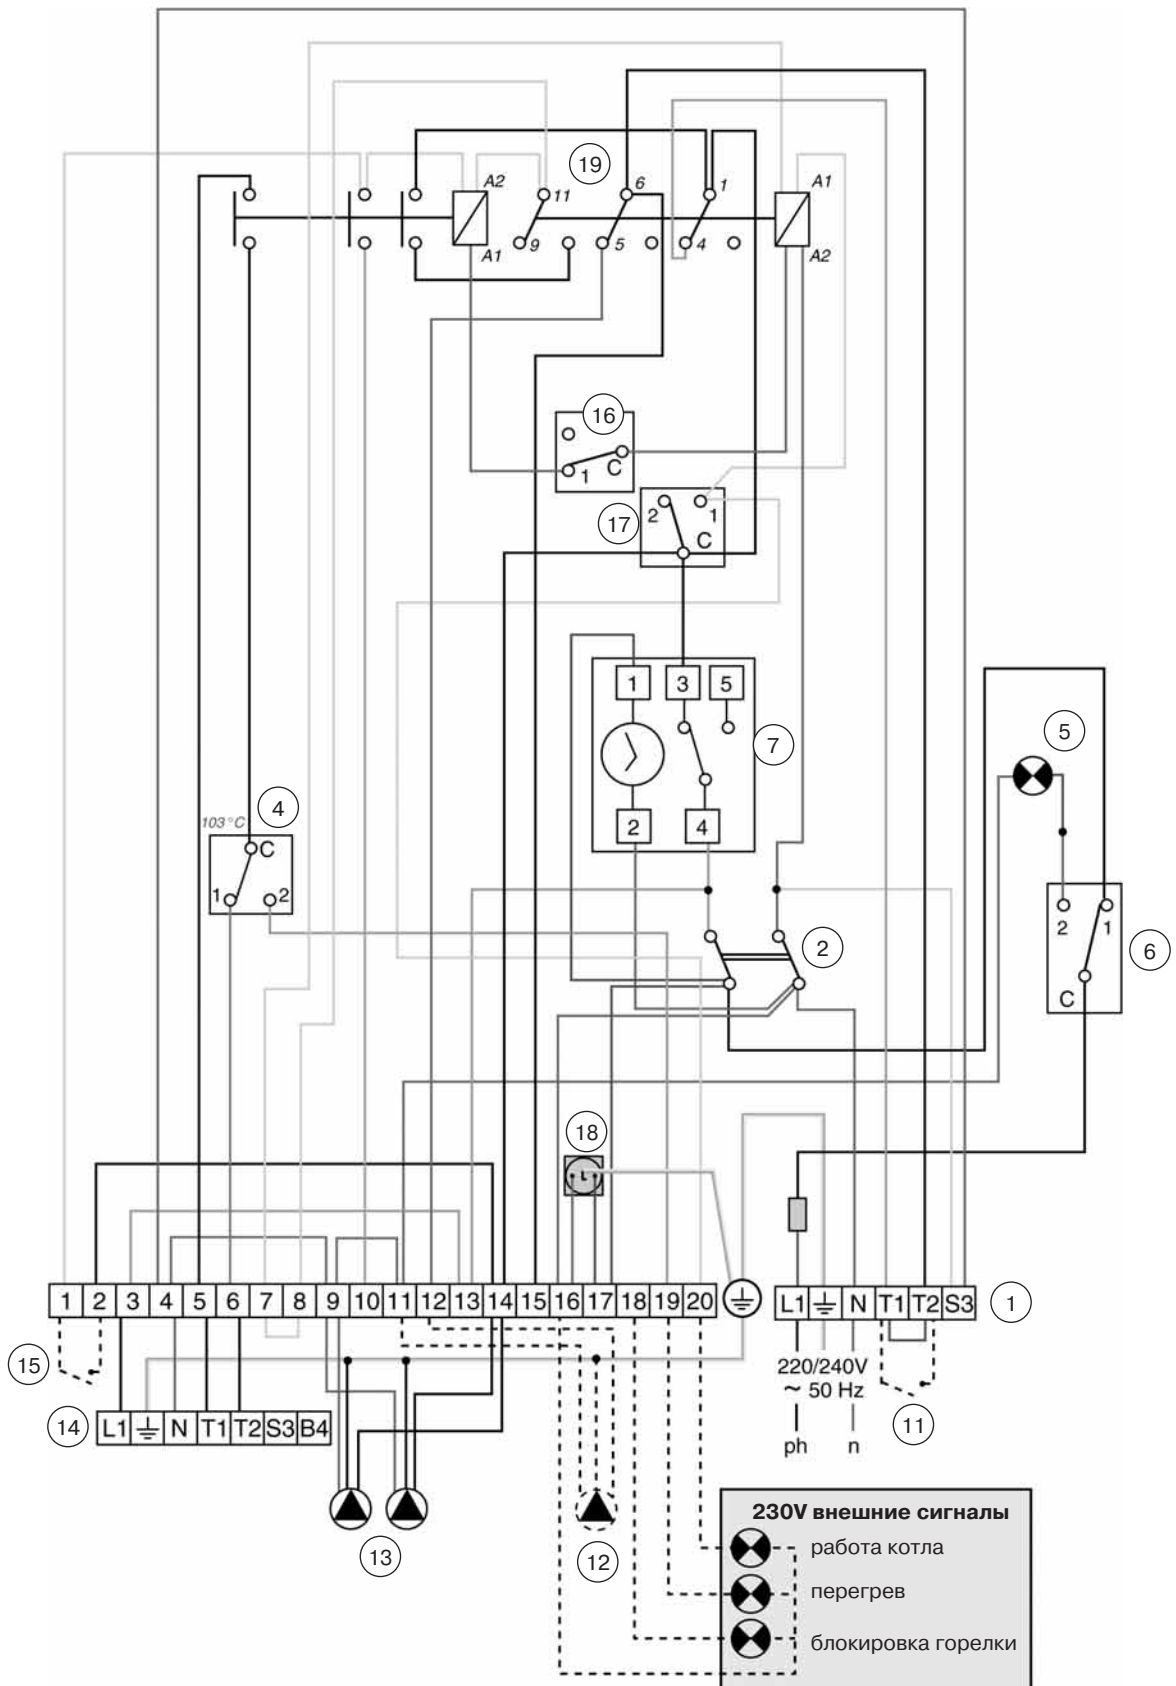 19
A2
11
6
1
A1
A1
9
5
4
A2
16
1 C
2 1
17
C
1 3 5
7
5
4
103°C
C
1 2
2 4
2 1
2
6
C
18
L
1 2 3 4 5 6 7 8 9 10 11 12 13 14 15 16 17 18 19 20
L1 N T1 T2 S3
1
15
220/240V
~ 50 Hz
14
L1 N T1 T2 S3 B4
11
ph n
13
12
230V внешние сигналы
работа котла
перегрев
блокировка горелки